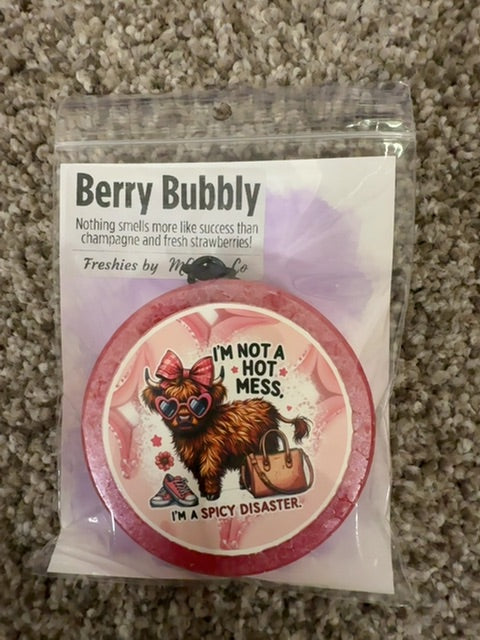 Berry Bubbly
Nothing smells more like success than
champagne and fresh strawberries!
Freshies by Co
I'M NOT A
HOT
MESS,
I'M A SPICY DISASTER.